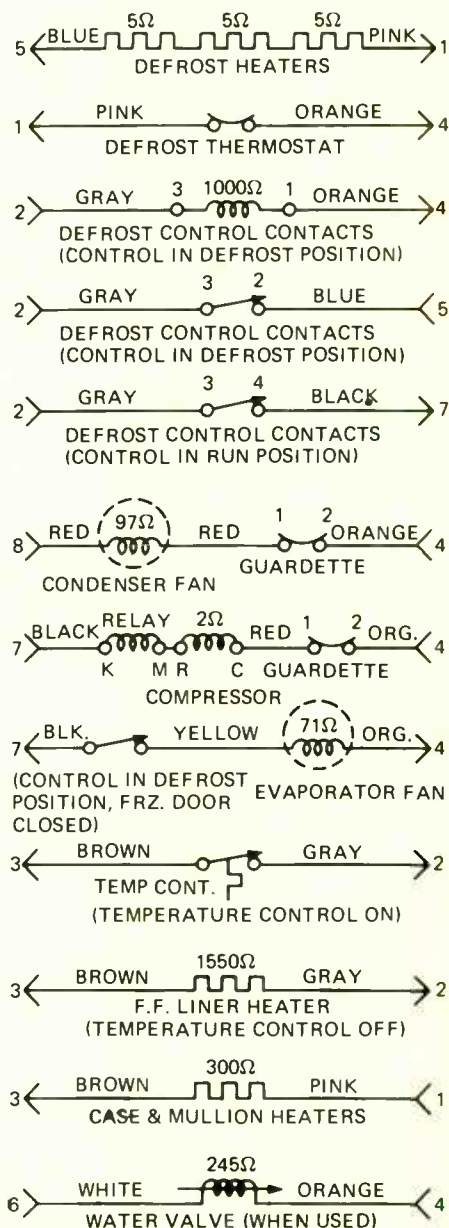 5Ω 5Ω 5Ω
5 BLUE PINK 1
DEFROST HEATERS
PINK ORANGE
1 4
DEFROST THERMOSTAT
GRAY 3 1000Ω 1 ORANGE
2 4
DEFROST CONTROL CONTACTS
(CONTROL IN DEFROST POSITION)
GRAY 3 2 BLUE
2 5
DEFROST CONTROL CONTACTS
(CONTROL IN DEFROST POSITION)
GRAY 3 4 BLACK
2 7
DEFROST CONTROL CONTACTS
(CONTROL IN RUN POSITION)
97Ω 1 2
8 RED RED ORANGE 4
GUARDETTE
CONDENSER FAN
RELAY 2Ω 1 2
7 BLACK RED ORG. 4
K M R C GUARDETTE
COMPRESSOR
71Ω
7 BLK. YELLOW ORG. 4
(CONTROL IN DEFROST
POSITION, FRZ. DOOR
CLOSED)
EVAPORATOR FAN
3 BROWN GRAY 2
TEMP CONT.
(TEMPERATURE CONTROL ON)
1550Ω
3 BROWN GRAY 2
F.F. LINER HEATER
(TEMPERATURE CONTROL OFF)
300Ω
3 BROWN PINK 1
CASE & MULLION HEATERS
245Ω
6 WHITE ORANGE 4
WATER VALVE (WHEN USED)